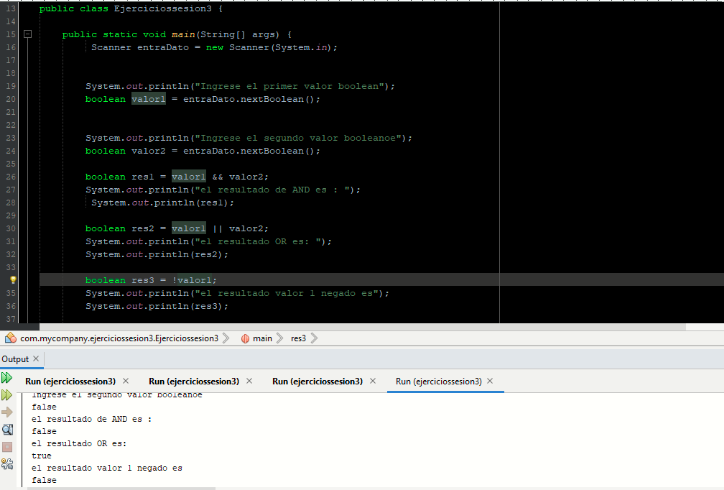 13 public class Ejerciciossesion3 {
14
15 public static void main(String[] args) {
16 Scanner entraDato = new Scanner(System.in);
17
18
19 System.out.println("Ingrese el primer valor boolean");
20 boolean valor1 = entraDato.nextBoolean();
21
22
23 System.out.println("Ingrese el segundo valor booleanoe");
24 boolean valor2 = entraDato.nextBoolean();
25
26 boolean res1 = valor1 && valor2;
27 System.out.println("el resultado de AND es : ");
28 System.out.println(res1);
29
30 boolean res2 = valor1 || valor2;
31 System.out.println("el resultado OR es: ");
32 System.out.println(res2);
33
boolean res3 = !valor1;
35 System.out.println("el resultado valor 1 negado es");
36 System.out.println(res3);
37
com.mycompany.ejerciciossesion3.Ejerciciossesion3 main res3
Output ×
Run (ejerciciossesion3) × Run (ejerciciossesion3) × Run (ejerciciossesion3) × Run (ejerciciossesion3) ×
Ingrese el segundo valor booleanoe
false
el resultado de AND es :
false
el resultado OR es:
true
el resultado valor 1 negado es
false